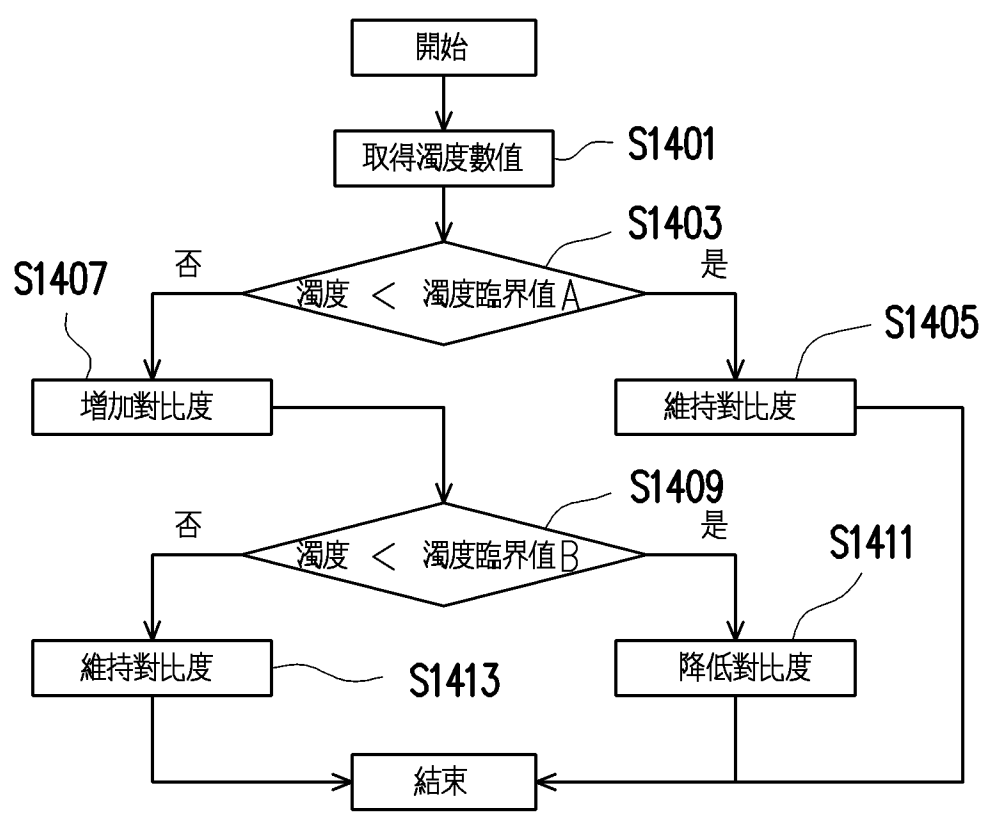 開始
取得濁度數值
S1401
S1403
否
是
濁度 < 濁度臨界值A
S1407
S1405
增加對比度
維持對比度
S1409
否
是
濁度 < 濁度臨界值B
S1411
維持對比度
S1413
降低對比度
結束